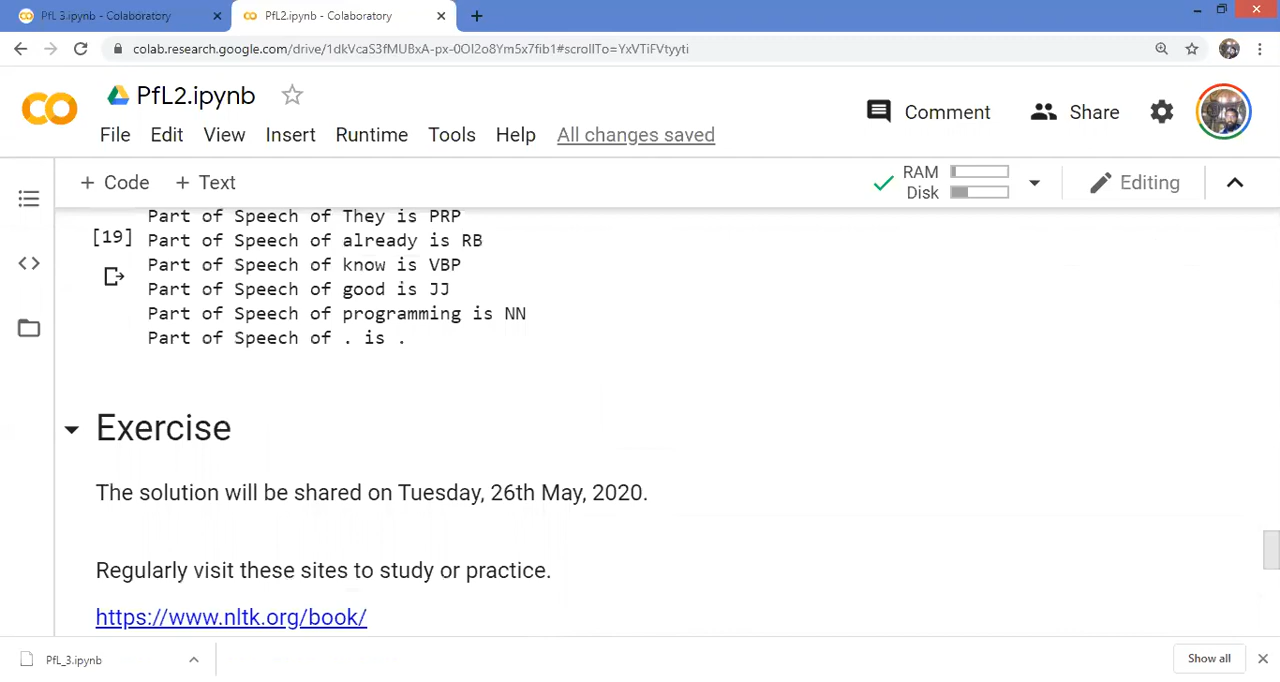 PfL 3.ipynb - Colaboratory
PfL2.ipynb - Colaboratory
colab.research.google.com/drive/1dkVcaS3fMUBxA-px-0Ol2o8Ym5x7fib1#scrollTo=YxVTiFVtyyti
PfL2.ipynb
Comment
Share
File Edit View Insert Runtime Tools Help All changes saved
+ Code + Text
RAM
Disk
Editing
Part of Speech of They is PRP
[19] Part of Speech of already is RB
Part of Speech of know is VBP
Part of Speech of good is JJ
Part of Speech of programming is NN
Part of Speech of . is .
Exercise
The solution will be shared on Tuesday, 26th May, 2020.
Regularly visit these sites to study or practice.
https://www.nltk.org/book/
PfL_3.ipynb
Show all